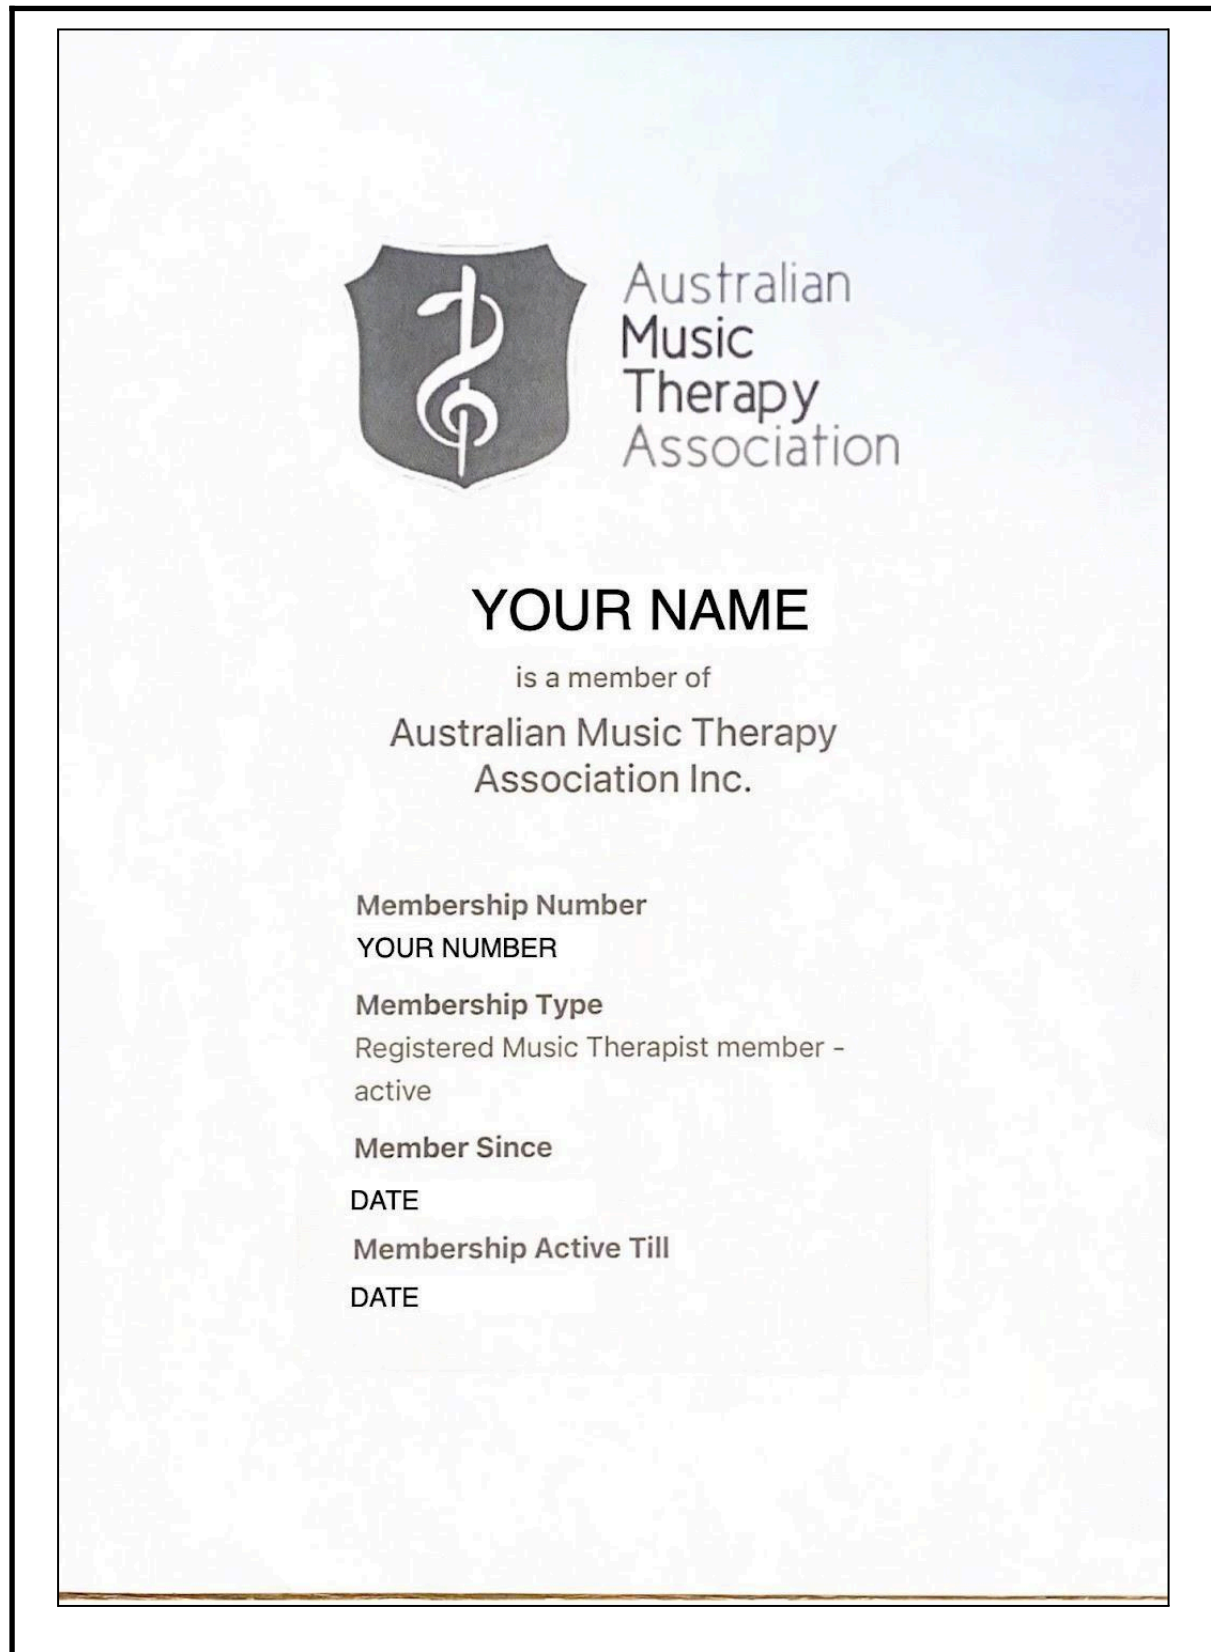 Australian
Music
Therapy
Association
YOUR NAME
is a member of
Australian Music Therapy
Association Inc.
Membership Number
YOUR NUMBER
Membership Type
Registered Music Therapist member -
active
Member Since
DATE
Membership Active Till
DATE